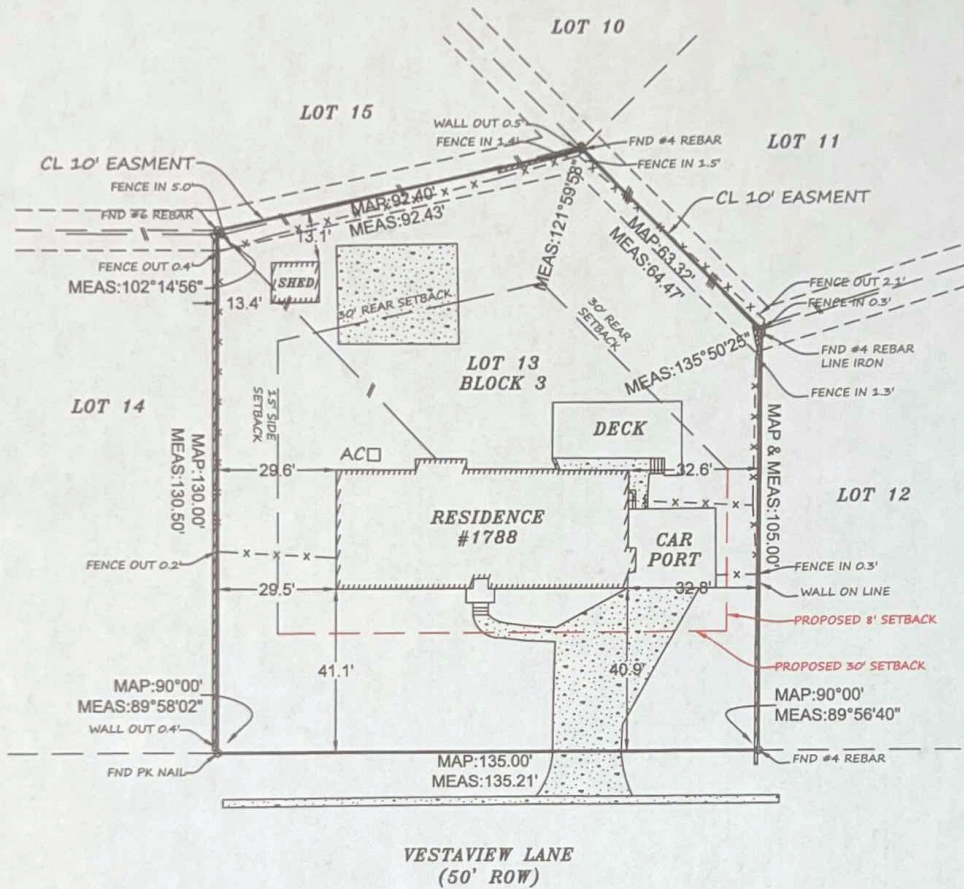 LOT 10
LOT 15
WALL OUT 0.5'
FENCE IN 1.4'
FND #4 REBAR
LOT 11
FENCE IN 1.5'
CL 10' EASMENT
FENCE IN 5.0'
CL 10' EASMENT
FND #6 REBAR
MAP:92.40'
MEAS:92.43'
MEAS:121°59'58"
MAP:63.32'
MEAS:64.47'
13.1'
FENCE OUT 0.4'
MEAS:102°14'56"
13.4'
SHED
FENCE OUT 2.1'
FENCE IN 0.3'
30' REAR SETBACK
30' REAR
SETBACK
FND #4 REBAR
LINE IRON
MEAS:135°50'25"
LOT 13
BLOCK 3
FENCE IN 1.3'
LOT 14
15' SIDE
SETBACK
MAP:130.00'
MEAS:130.50'
DECK
MAP & MEAS:105.00'
AC
29.6'
32.6'
LOT 12
RESIDENCE
#1788
CAR
PORT
FENCE OUT 0.2'
FENCE IN 0.3'
29.5'
32.8'
WALL ON LINE
PROPOSED 8' SETBACK
41.1'
40.9'
PROPOSED 30' SETBACK
MAP:90°00'
MEAS:89°58'02"
MAP:90°00'
MEAS:89°56'40"
WALL OUT 0.4'
FND PK NAIL
MAP:135.00'
MEAS:135.21'
FND #4 REBAR
VESTAVIEW LANE
(50' ROW)